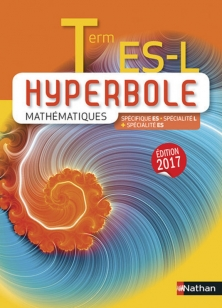 Term
ES-L
HYPERBOLE
MATHÉMATIQUES
SPÉCIFIQUE ES • SPÉCIALITÉ L
+ SPÉCIALITÉ ES
ÉDITION
2017
Nathan